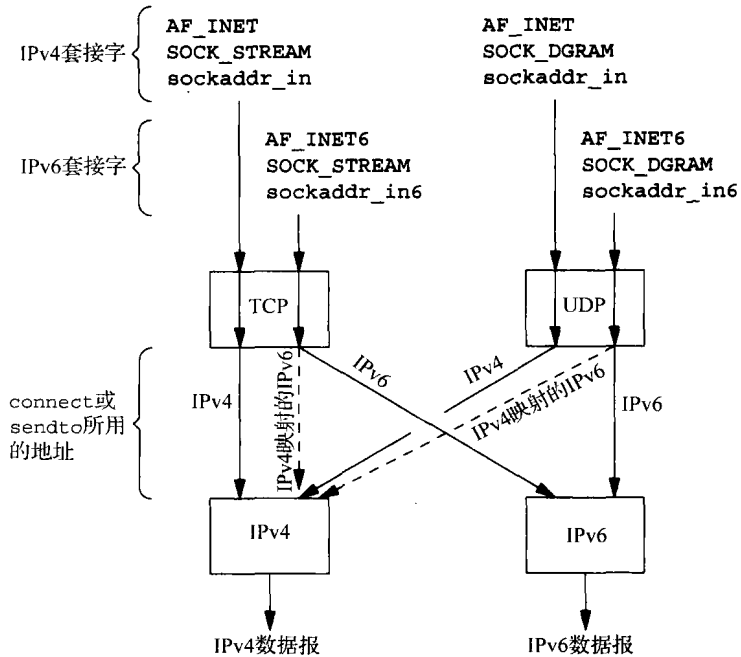 IPv4套接字
AF_INET
SOCK_STREAM
sockaddr_in
AF_INET
SOCK_DGRAM
sockaddr_in
IPv6套接字
AF_INET6
SOCK_STREAM
sockaddr_in6
AF_INET6
SOCK_DGRAM
sockaddr_in6
TCP
UDP
connect或
sendto所用
的地址
IPv4
IPv4映射的IPv6
IPv6
IPv4
IPv4映射的IPv6
IPv6
IPv4
IPv6
IPv4数据报
IPv6数据报